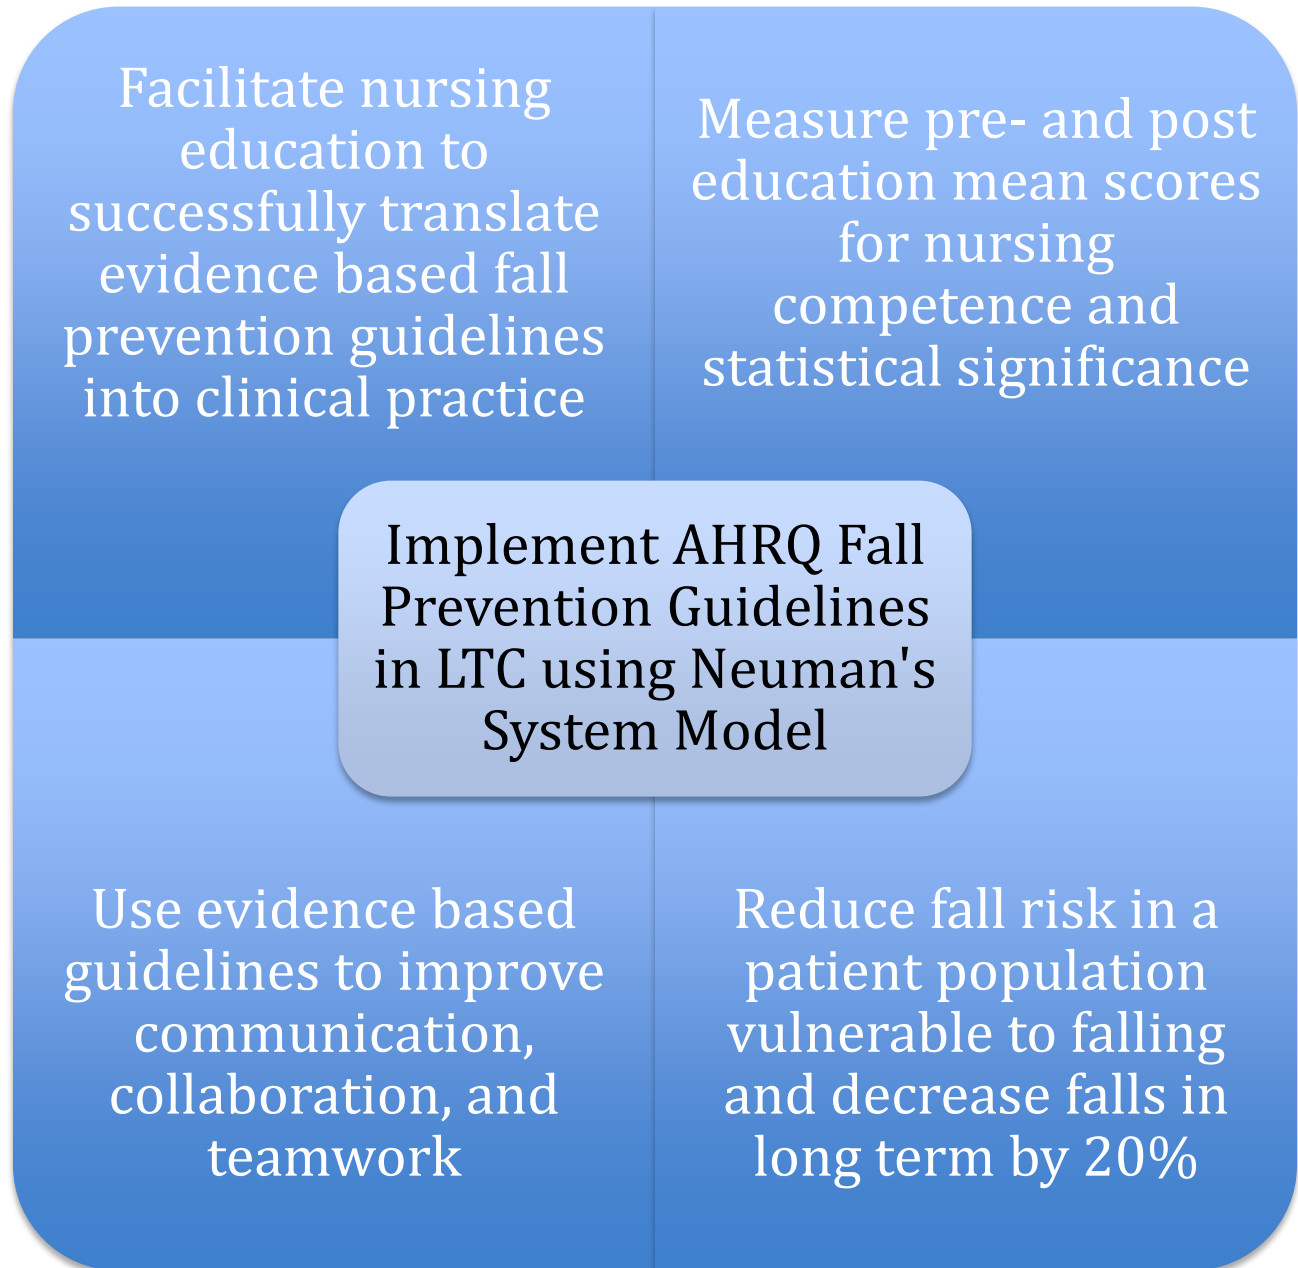 Facilitate nursing
education to
successfully translate
evidence based fall
prevention guidelines
into clinical practice
Measure pre- and post
education mean scores
for nursing
competence and
statistical significance
Implement AHRQ Fall
Prevention Guidelines
in LTC using Neuman's
System Model
Use evidence based
guidelines to improve
communication,
collaboration, and
teamwork
Reduce fall risk in a
patient population
vulnerable to falling
and decrease falls in
long term by 20%